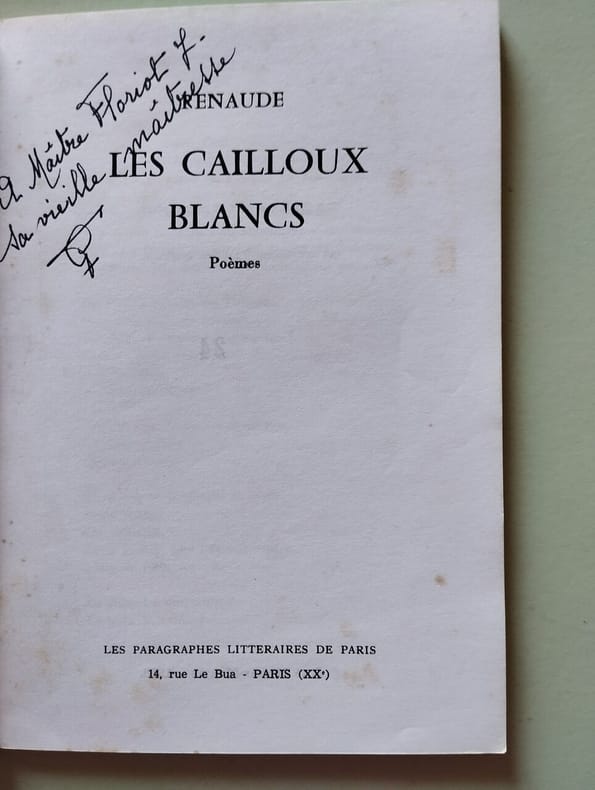 A Maître Floriot
sa vieille maîtresse
RENAUDE
LES CAILLOUX
BLANCS
Poèmes
24
LES PARAGRAPHES LITTERAIRES DE PARIS
14, rue Le Bua - PARIS (XXᵉ)